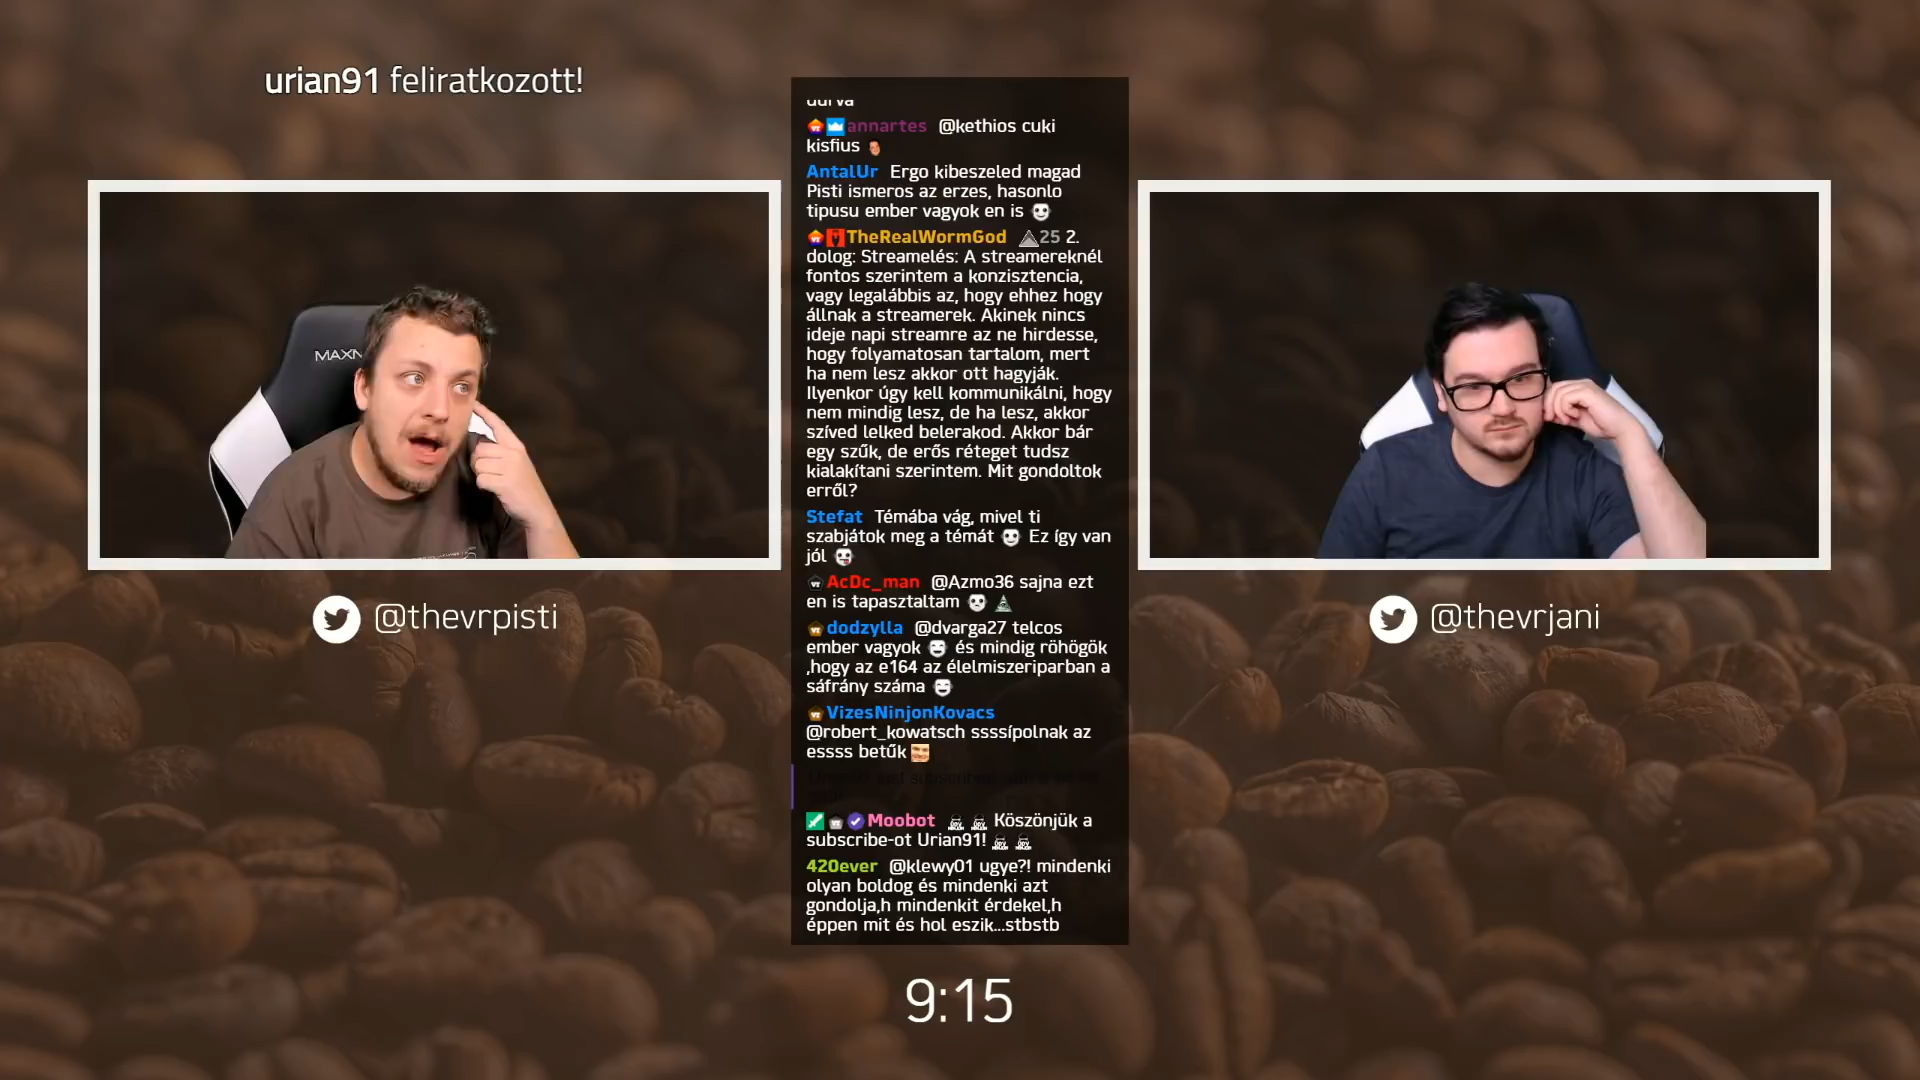 urian91 feliratkozott!
annartes @kethios cuki
kisfius
AntalUr Ergo kibeszeled magad
Pisti ismeros az erzes, hasonlo
tipusu ember vagyok en is
TheRealWormGod 25 2.
dolog: Streamelés: A streamereknél
fontos szerintem a konzisztencia,
vagy legalábbis az, hogy ehhez hogy
állnak a streamerek. Akinek nincs
ideje napi streamre az ne hirdesse,
hogy folyamatosan tartalom, mert
ha nem lesz akkor ott hagyják.
Ilyenkor úgy kell kommunikálni, hogy
nem mindig lesz, de ha lesz, akkor
szíved lelked belerakod. Akkor bár
egy szűk, de erős réteget tudsz
kialakítani szerintem. Mit gondoltok
erről?
Stefat Témába vág, mivel ti
szabjátok meg a témát Ez így van
jól
AcDc_man @Azmo36 sajna ezt
en is tapasztaltam
dodzylla @dvarga27 telcos
ember vagyok és mindig röhögök
,hogy az e164 az élelmiszeriparban a
sáfrány száma
VizesNinjonKovacs
@robert_kowatsch ssssípolnak az
essss betűk
Moobot Köszönjük a
subscribe-ot Urian91!
420ever @klewy01 ugye?! mindenki
olyan boldog és mindenki azt
gondolja,h mindenkit érdekel,h
éppen mit és hol eszik...stbstb
MAXN
@thevrpisti
@thevrjani
9:15